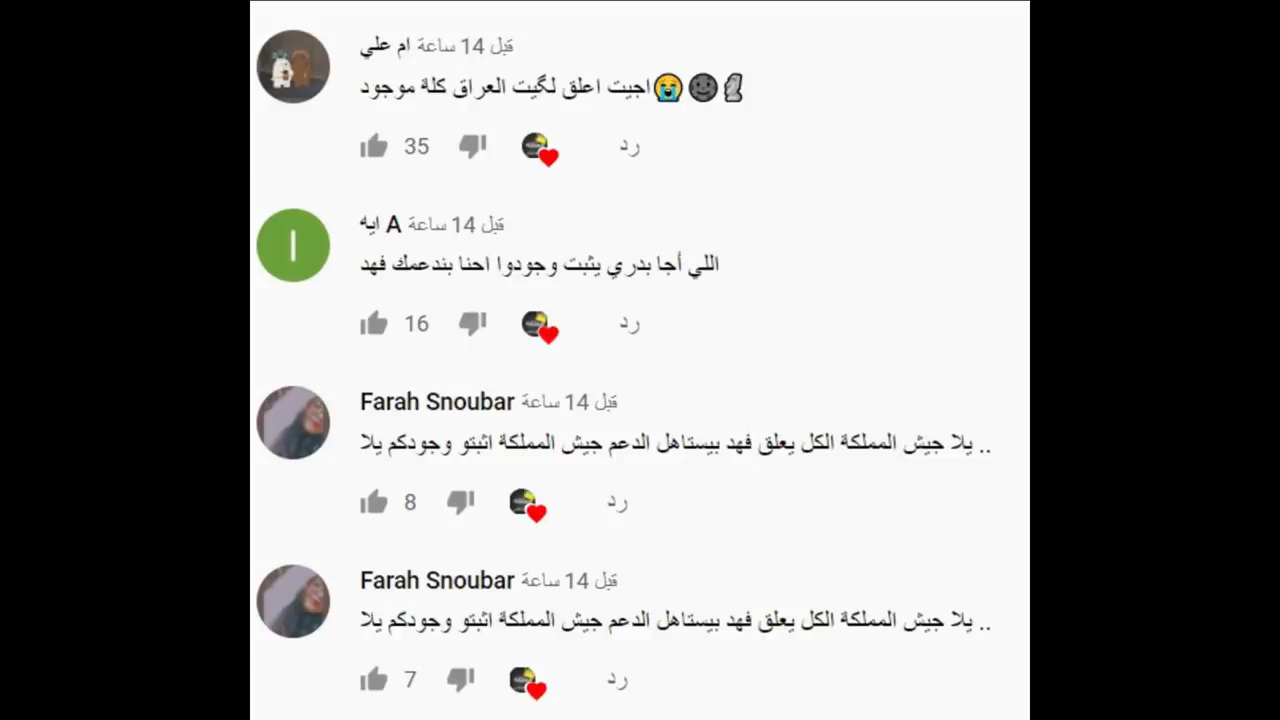 ام علي قبل 14 ساعة
اجيت اعلق لگيت العراق كلة موجود😭🌚🗿
35 رد
ايه A قبل 14 ساعة
اللي أجا بدري يثبت وجودوا احنا بندعمك فهد
16 رد
Farah Snoubar قبل 14 ساعة
يلا جيش المملكة الكل يعلق فهد بيستاهل الدعم جيش المملكة اثبتو وجودكم يلا ..
8 رد
Farah Snoubar قبل 14 ساعة
يلا جيش المملكة الكل يعلق فهد بيستاهل الدعم جيش المملكة اثبتو وجودكم يلا ..
7 رد